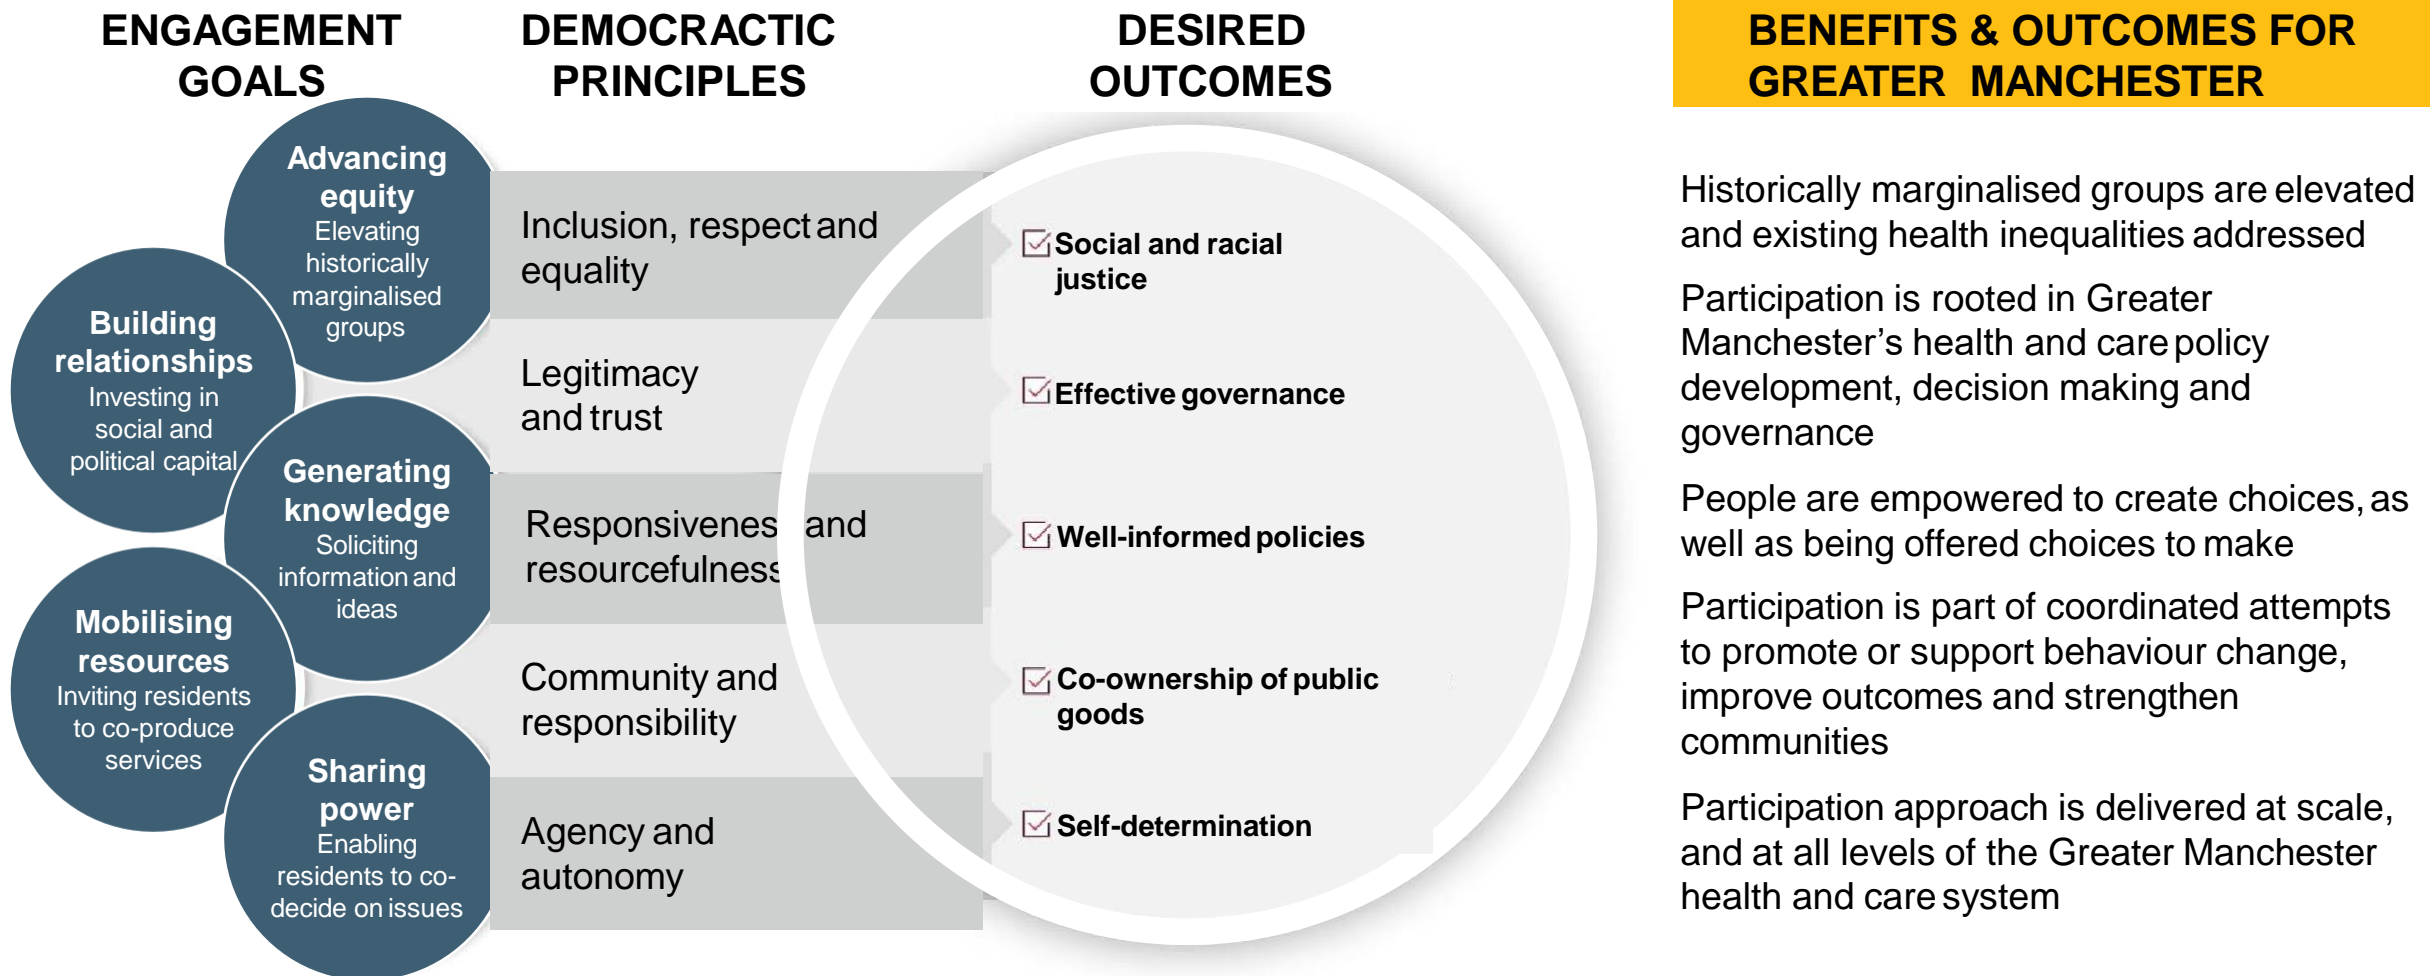 ENGAGEMENT
GOALS
DEMOCRACTIC
PRINCIPLES
DESIRED
OUTCOMES
BENEFITS & OUTCOMES FOR
GREATER MANCHESTER
Advancing
equity
Elevating
historically
marginalised
groups
Building
relationships
Investing in
social and
political capital
Generating
knowledge
Soliciting
information and
ideas
Mobilising
resources
Inviting residents
to co-produce
services
Sharing
power
Enabling
residents to co-
decide on issues
Inclusion, respect and
equality
Legitimacy
and trust
Responsiveness and
resourcefulness
Community and
responsibility
Agency and
autonomy
Social and racial
justice
Effective governance
Well-informed policies
Co-ownership of public
goods
Self-determination
Historically marginalised groups are elevated
and existing health inequalities addressed
Participation is rooted in Greater
Manchester’s health and care policy
development, decision making and
governance
People are empowered to create choices, as
well as being offered choices to make
Participation is part of coordinated attempts
to promote or support behaviour change,
improve outcomes and strengthen
communities
Participation approach is delivered at scale,
and at all levels of the Greater Manchester
health and care system